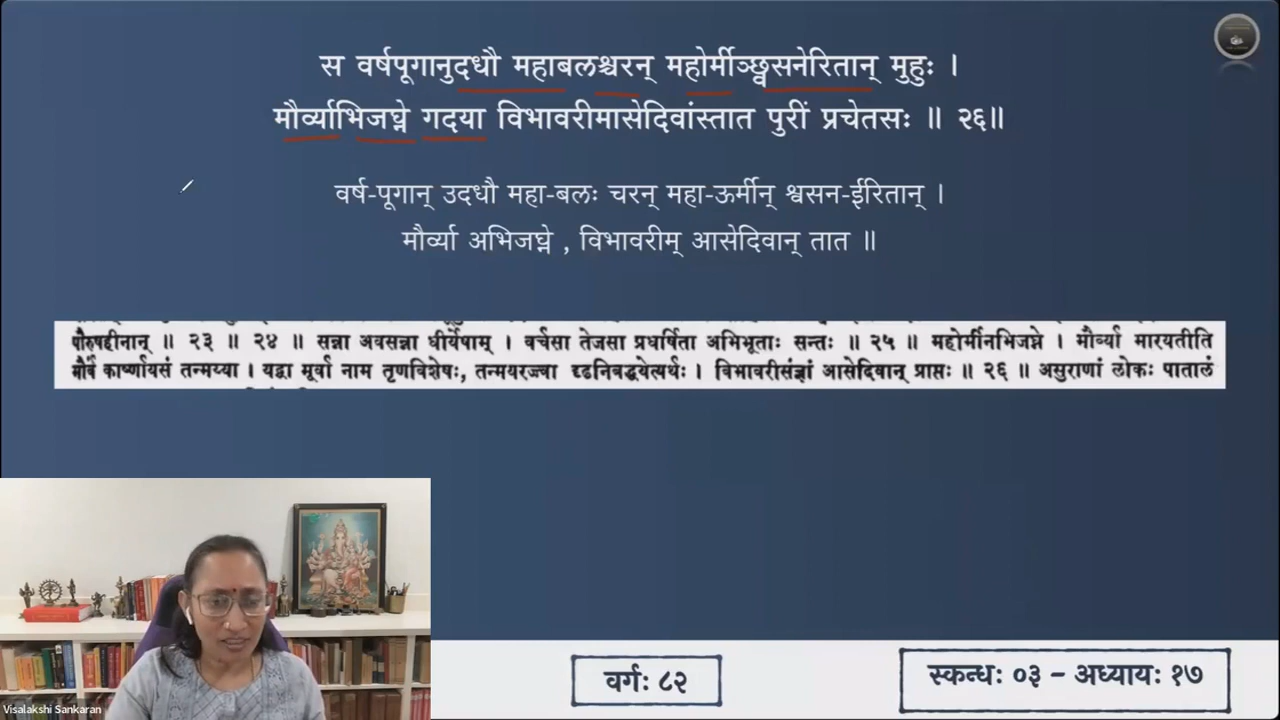 स वर्षपूगानुदधौ महाबलश्चरन् महोर्मीञ्छ्वसनेरितान् मुहुः ।
मौर्व्याभिजघ्ने गदया विभावरीमासेदिवांस्तात पुरीं प्रचेतसः ॥ २६॥
वर्ष-पूगान् उदधौ महा-बलः चरन् महा-ऊर्मीन् श्वसन-ईरितान् ।
मौर्व्या अभिजघ्ने , विभावरीम् आसेदिवान् तात ॥
पौरुषहीनान् ॥ २३ ॥ २४ ॥ सन्ना अवसन्ना धीर्येषाम् । वर्चसा तेजसा प्रधर्षिता अभिभूताः सन्तः ॥ २५ ॥ महोर्मीनभिजघ्ने । मौर्व्या मारयतीति
मौर्वं कार्ष्णायसं तन्मय्या । यद्वा मूर्वा नाम तृणविशेषः, तन्मयरज्ज्वा दृढनिबद्धयेत्यर्थः । विभावरीसंज्ञां आसेदिवान् प्राप्तः ॥ २६ ॥ असुराणां लोकः पातालं
Visalakshi Sankaran
वर्गः ८२
स्कन्धः ०३ – अध्यायः १७